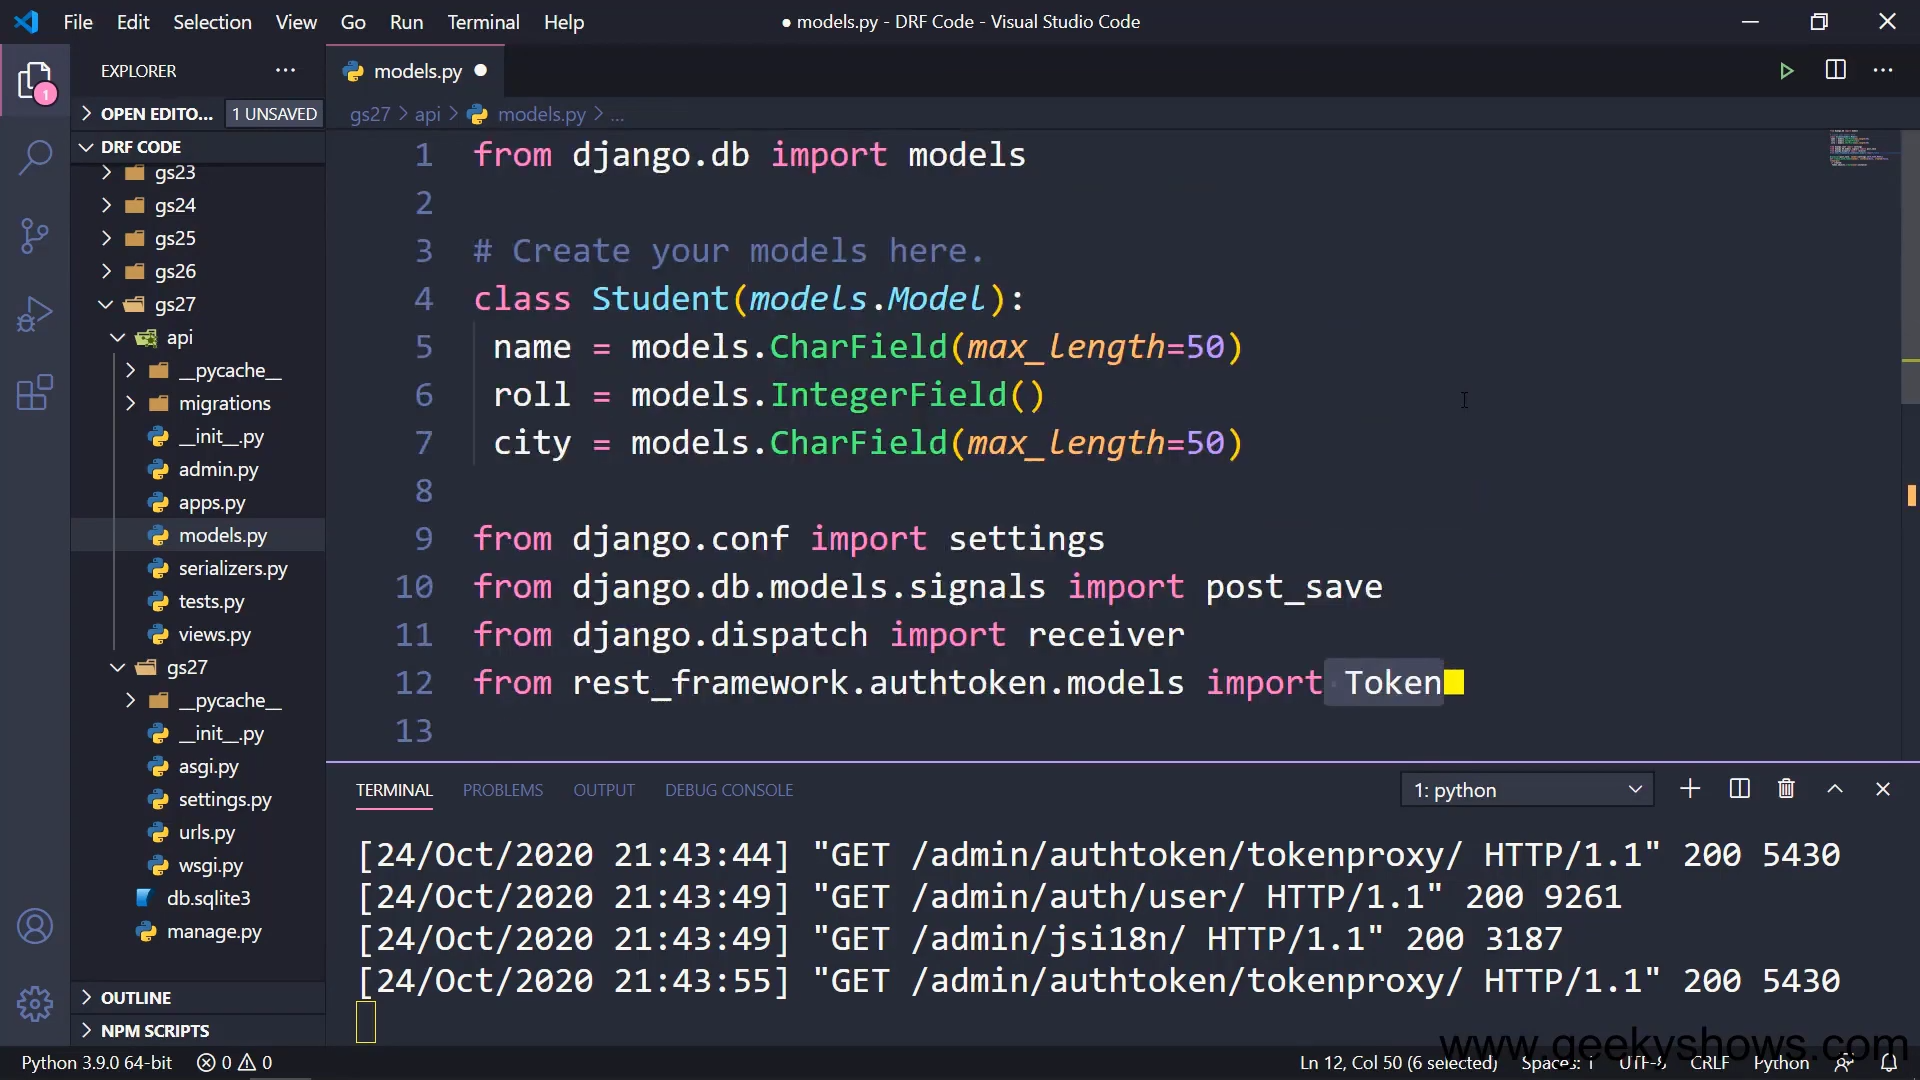 File Edit Selection View Go Run Terminal Help
● models.py - DRF Code - Visual Studio Code
EXPLORER
1
OPEN EDITO... 1 UNSAVED
DRF CODE
gs23
gs24
gs25
gs26
gs27
api
__pycache__
migrations
__init__.py
admin.py
apps.py
models.py
serializers.py
tests.py
views.py
gs27
__pycache__
__init__.py
asgi.py
settings.py
urls.py
wsgi.py
db.sqlite3
manage.py
OUTLINE
NPM SCRIPTS
models.py
gs27 > api > models.py > ...
1 from django.db import models
2
3 # Create your models here.
4 class Student(models.Model):
5 name = models.CharField(max_length=50)
6 roll = models.IntegerField()
7 city = models.CharField(max_length=50)
8
9 from django.conf import settings
10 from django.db.models.signals import post_save
11 from django.dispatch import receiver
12 from rest_framework.authtoken.models import Token
13
TERMINAL PROBLEMS OUTPUT DEBUG CONSOLE
1: python
[24/Oct/2020 21:43:44] "GET /admin/authtoken/tokenproxy/ HTTP/1.1" 200 5430
[24/Oct/2020 21:43:49] "GET /admin/auth/user/ HTTP/1.1" 200 9261
[24/Oct/2020 21:43:49] "GET /admin/jsi18n/ HTTP/1.1" 200 3187
[24/Oct/2020 21:43:55] "GET /admin/authtoken/tokenproxy/ HTTP/1.1" 200 5430
www.geekyshows.com
Python 3.9.0 64-bit 0 0
Ln 12, Col 50 (6 selected) Spaces: 1 UTF-8 CRLF Python